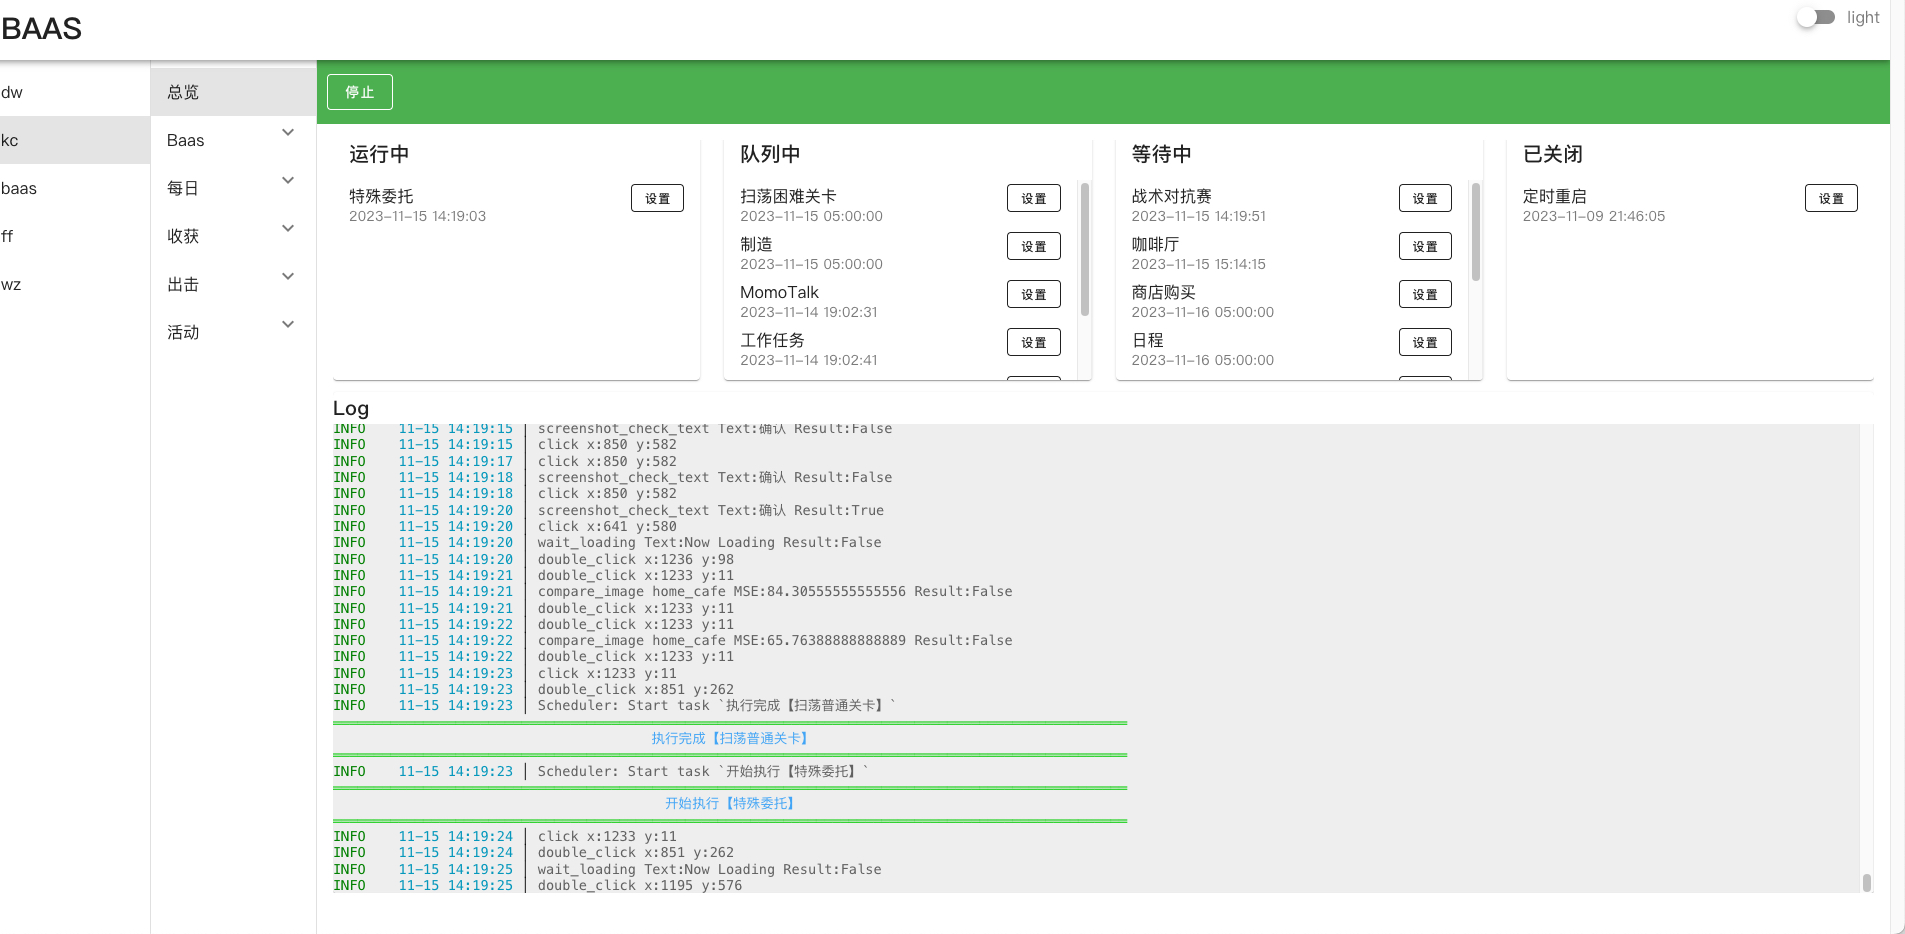 BAAS
light
dw
kc
baas
ff
wz
总览
Baas
每日
收获
出击
活动
停止
运行中
特殊委托
2023-11-15 14:19:03
设置
队列中
扫荡困难关卡
2023-11-15 05:00:00
设置
制造
2023-11-15 05:00:00
设置
MomoTalk
2023-11-14 19:02:31
设置
工作任务
2023-11-14 19:02:41
设置
等待中
战术对抗赛
2023-11-15 14:19:51
设置
咖啡厅
2023-11-15 15:14:15
设置
商店购买
2023-11-16 05:00:00
设置
日程
2023-11-16 05:00:00
设置
已关闭
定时重启
2023-11-09 21:46:05
设置
Log
INFO 11-15 14:19:15 | screenshot_check_text Text:确认 Result:False
INFO 11-15 14:19:15 | click x:850 y:582
INFO 11-15 14:19:17 | click x:850 y:582
INFO 11-15 14:19:18 | screenshot_check_text Text:确认 Result:False
INFO 11-15 14:19:18 | click x:850 y:582
INFO 11-15 14:19:20 | screenshot_check_text Text:确认 Result:True
INFO 11-15 14:19:20 | click x:641 y:580
INFO 11-15 14:19:20 | wait_loading Text:Now Loading Result:False
INFO 11-15 14:19:20 | double_click x:1236 y:98
INFO 11-15 14:19:21 | double_click x:1233 y:11
INFO 11-15 14:19:21 | compare_image home_cafe MSE:84.30555555555556 Result:False
INFO 11-15 14:19:21 | double_click x:1233 y:11
INFO 11-15 14:19:22 | double_click x:1233 y:11
INFO 11-15 14:19:22 | compare_image home_cafe MSE:65.76388888888889 Result:False
INFO 11-15 14:19:22 | double_click x:1233 y:11
INFO 11-15 14:19:23 | click x:1233 y:11
INFO 11-15 14:19:23 | double_click x:851 y:262
INFO 11-15 14:19:23 | Scheduler: Start task `执行完成【扫荡普通关卡】`
执行完成【扫荡普通关卡】
INFO 11-15 14:19:23 | Scheduler: Start task `开始执行【特殊委托】`
开始执行【特殊委托】
INFO 11-15 14:19:24 | click x:1233 y:11
INFO 11-15 14:19:24 | double_click x:851 y:262
INFO 11-15 14:19:25 | wait_loading Text:Now Loading Result:False
INFO 11-15 14:19:25 | double_click x:1195 y:576